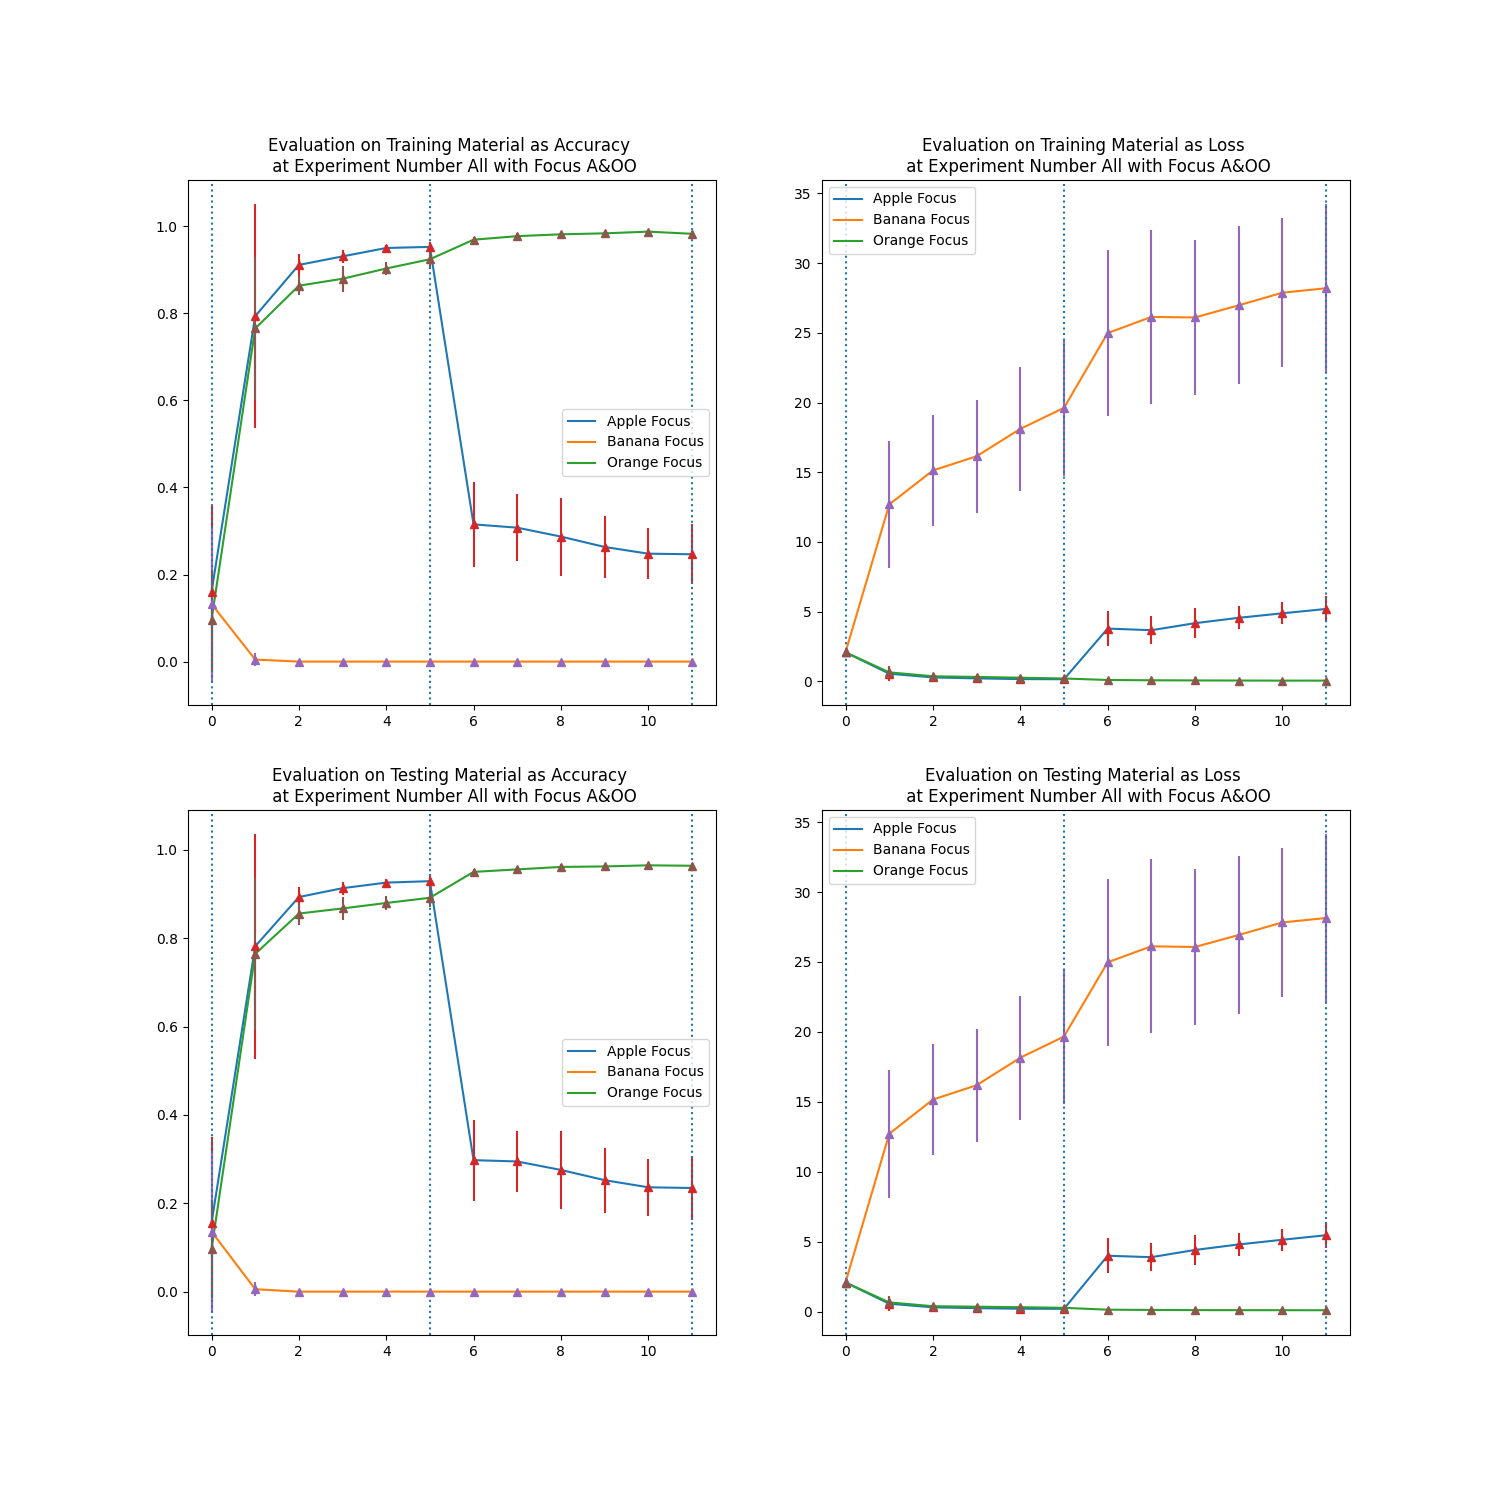 Evaluation on Training Material as Accuracy
at Experiment Number All with Focus A&OO
1.0
0.8
0.6
0.4
0.2
0.0
Apple Focus
Banana Focus
Orange Focus
0 2 4 6 8 10
Evaluation on Training Material as Loss
at Experiment Number All with Focus A&OO
35
30
25
20
15
10
5
0
Apple Focus
Banana Focus
Orange Focus
0 2 4 6 8 10
Evaluation on Testing Material as Accuracy
at Experiment Number All with Focus A&OO
1.0
0.8
0.6
0.4
0.2
0.0
Apple Focus
Banana Focus
Orange Focus
0 2 4 6 8 10
Evaluation on Testing Material as Loss
at Experiment Number All with Focus A&OO
35
30
25
20
15
10
5
0
Apple Focus
Banana Focus
Orange Focus
0 2 4 6 8 10